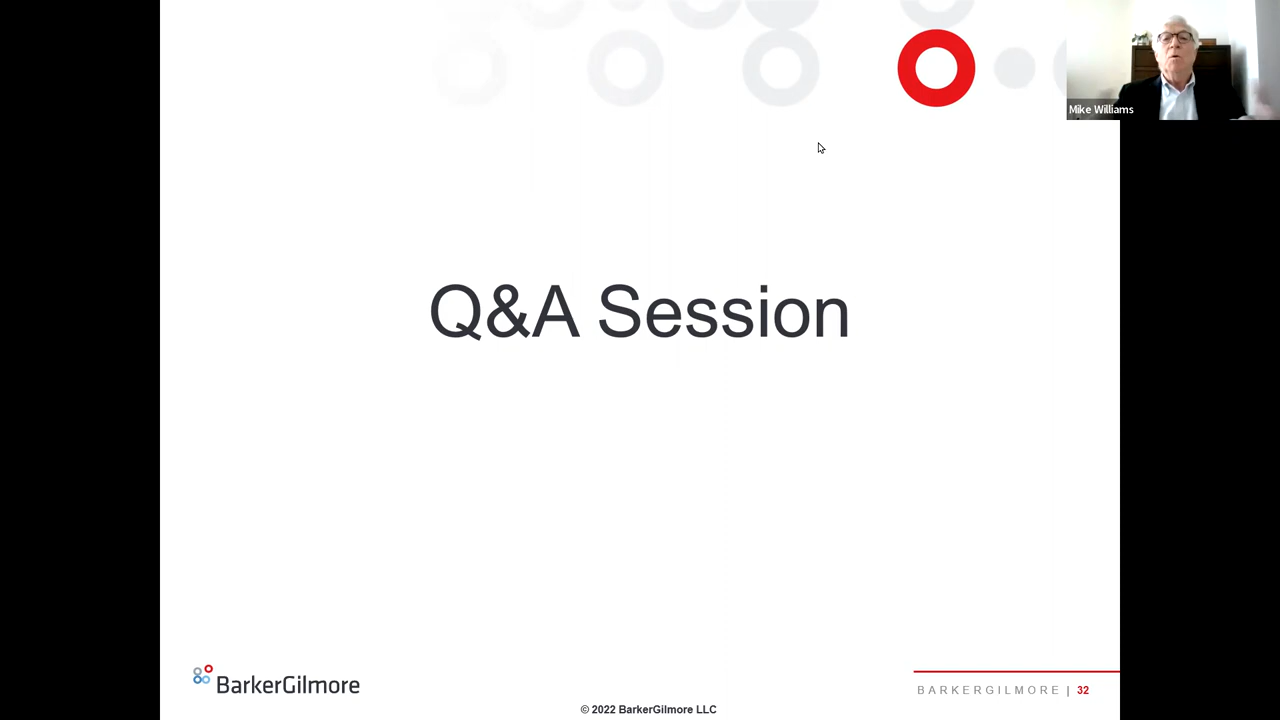 Mike Williams
Q&A Session
BarkerGilmore
BARKERGILMORE | 32
© 2022 BarkerGilmore LLC